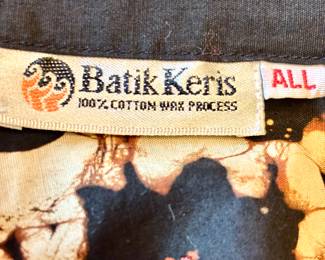 Batik Keris
100% COTTON WAX PROCESS
ALL